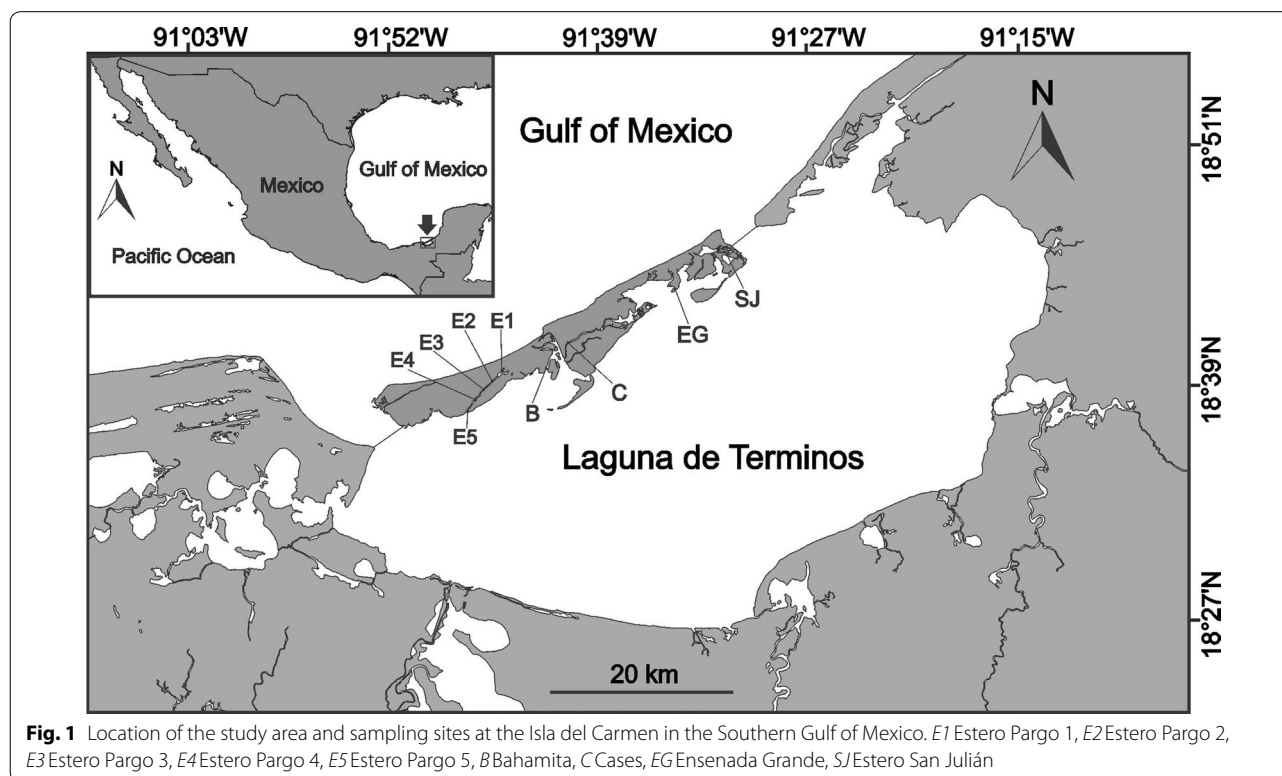 91°03'W 91°52'W 91°39'W 91°27'W 91°15'W
N
Mexico
Gulf of Mexico
Pacific Ocean
Gulf of Mexico
N
18°51'N
SJ
EG
E1
E2
E3
E4
E5
B
C
18°39'N
Laguna de Terminos
18°27'N
20 km
Fig. 1 Location of the study area and sampling sites at the Isla del Carmen in the Southern Gulf of Mexico. E1 Estero Pargo 1, E2 Estero Pargo 2,
E3 Estero Pargo 3, E4 Estero Pargo 4, E5 Estero Pargo 5, B Bahamita, C Cases, EG Ensenada Grande, SJ Estero San Julián